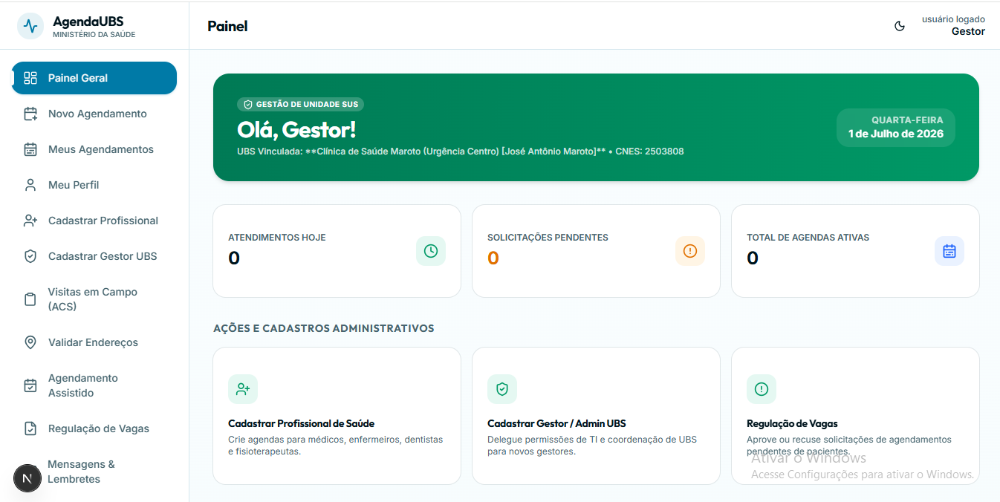 AgendaUBS
MINISTÉRIO DA SAÚDE
Painel
usuário logado
Gestor
Painel Geral
Novo Agendamento
Meus Agendamentos
Meu Perfil
Cadastrar Profissional
Cadastrar Gestor UBS
Visitas em Campo
(ACS)
Validar Endereços
Agendamento
Assistido
Regulação de Vagas
Mensagens &
Lembretes
N
GESTÃO DE UNIDADE SUS
Olá, Gestor!
UBS Vinculada: **Clínica de Saúde Maroto (Urgência Centro) [José Antônio Maroto]** • CNES: 2503808
QUARTA-FEIRA
1 de Julho de 2026
ATENDIMENTOS HOJE
0
SOLICITAÇÕES PENDENTES
0
TOTAL DE AGENDAS ATIVAS
0
AÇÕES E CADASTROS ADMINISTRATIVOS
Cadastrar Profissional de Saúde
Crie agendas para médicos, enfermeiros, dentistas
e fisioterapeutas.
Cadastrar Gestor / Admin UBS
Delegue permissões de TI e coordenação de UBS
para novos gestores.
Regulação de Vagas
Aprove ou recuse solicitações de agendamentos
pendentes de pacientes.
Ativar o Windows
Acesse Configurações para ativar o Windows.